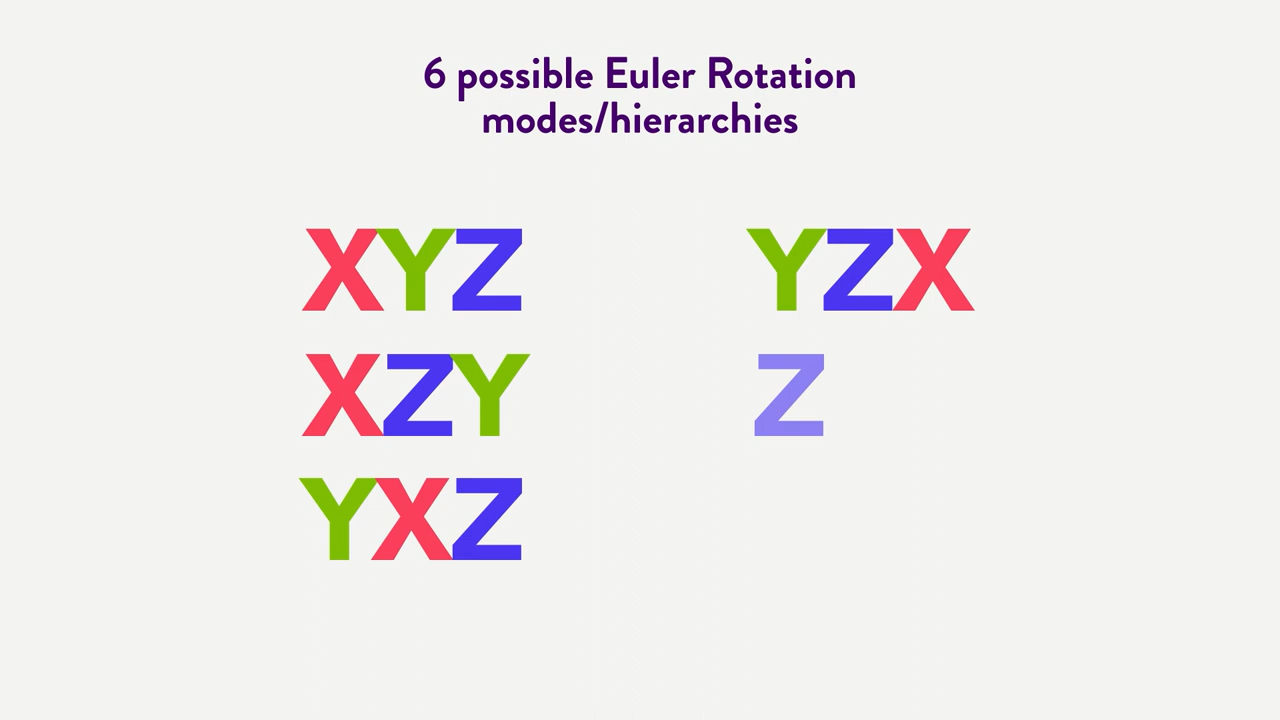 6 possible Euler Rotation
modes/hierarchies
XYZ
XZY
YXZ
YZX
Z